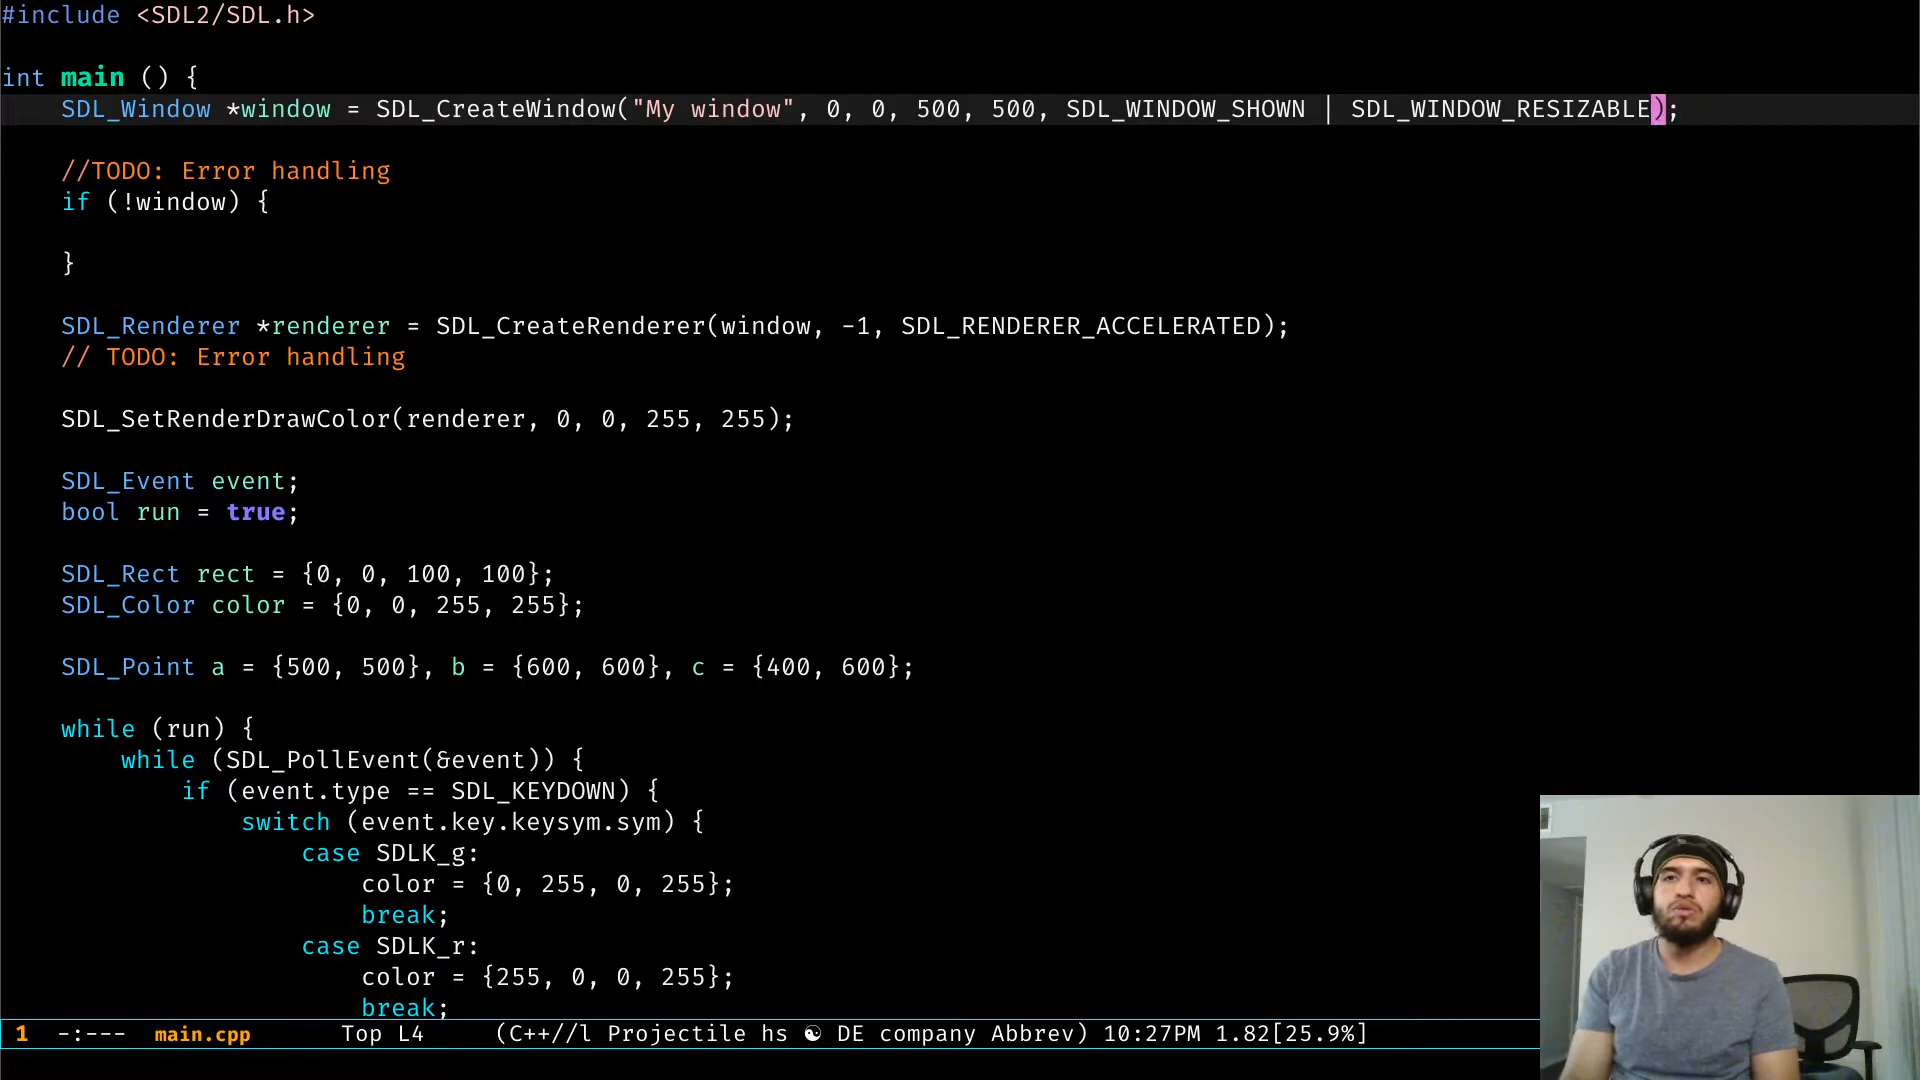 #include <SDL2/SDL.h>
int main () {
SDL_Window *window = SDL_CreateWindow("My window", 0, 0, 500, 500, SDL_WINDOW_SHOWN | SDL_WINDOW_RESIZABLE);
//TODO: Error handling
if (!window) {
}
SDL_Renderer *renderer = SDL_CreateRenderer(window, -1, SDL_RENDERER_ACCELERATED);
// TODO: Error handling
SDL_SetRenderDrawColor(renderer, 0, 0, 255, 255);
SDL_Event event;
bool run = true;
SDL_Rect rect = {0, 0, 100, 100};
SDL_Color color = {0, 0, 255, 255};
SDL_Point a = {500, 500}, b = {600, 600}, c = {400, 600};
while (run) {
while (SDL_PollEvent(&event)) {
if (event.type == SDL_KEYDOWN) {
switch (event.key.keysym.sym) {
case SDLK_g:
color = {0, 255, 0, 255};
break;
case SDLK_r:
color = {255, 0, 0, 255};
break;
1 -:--- main.cpp Top L4 (C++//l Projectile hs ☯ DE company Abbrev) 10:27PM 1.82[25.9%]